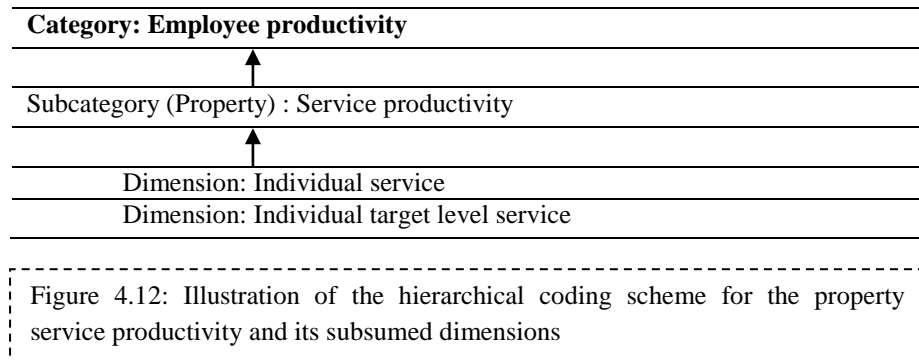 Category: Employee productivity
Subcategory (Property) : Service productivity
Dimension: Individual service
Dimension: Individual target level service
Figure 4.12: Illustration of the hierarchical coding scheme for the property
service productivity and its subsumed dimensions